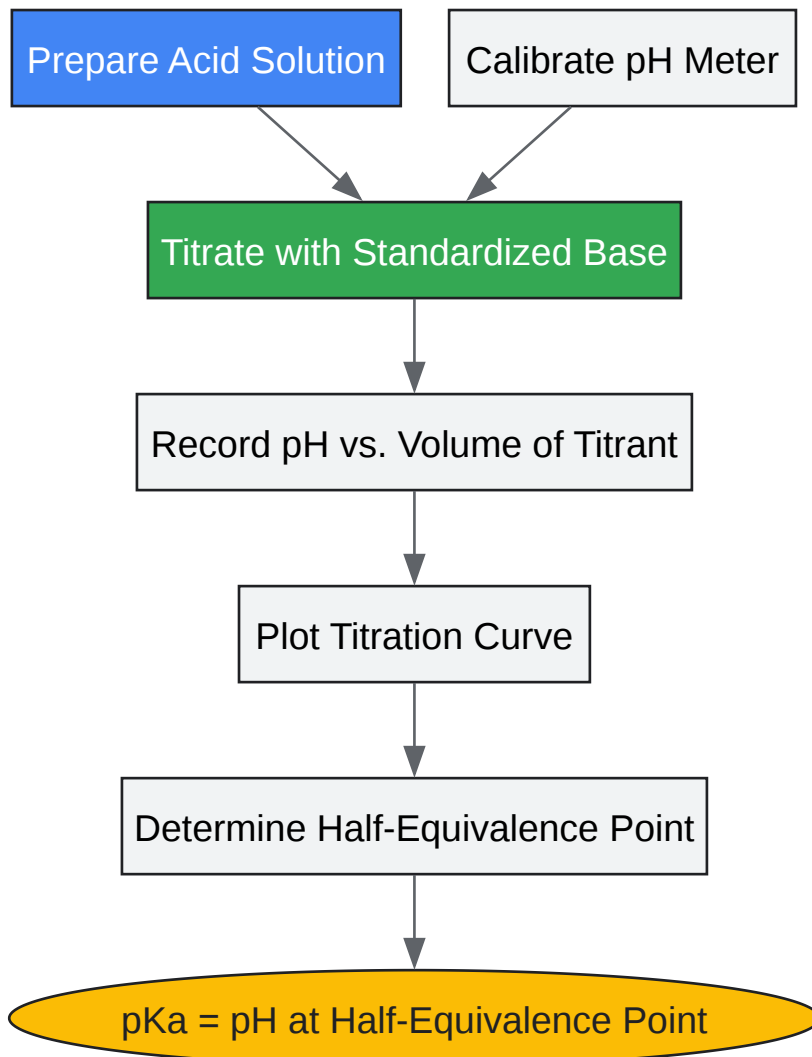 Prepare Acid Solution
Calibrate pH Meter
Titrate with Standardized Base
Record pH vs. Volume of Titrant
Plot Titration Curve
Determine Half-Equivalence Point
pKa = pH at Half-Equivalence Point